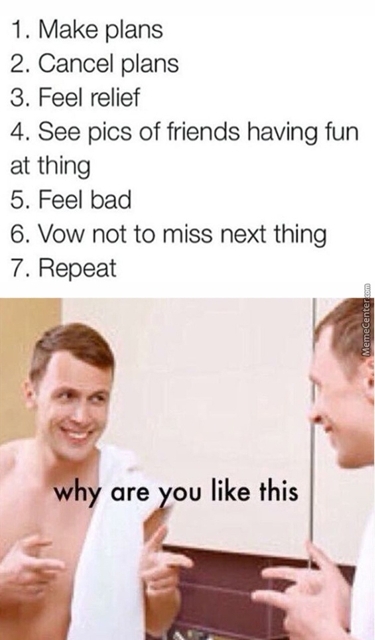 1. Make plans
2. Cancel plans
3. Feel relief
4. See pics of friends having fun
at thing
5. Feel bad
6. Vow not to miss next thing
7. Repeat
MemeCenter.com
why are you like this